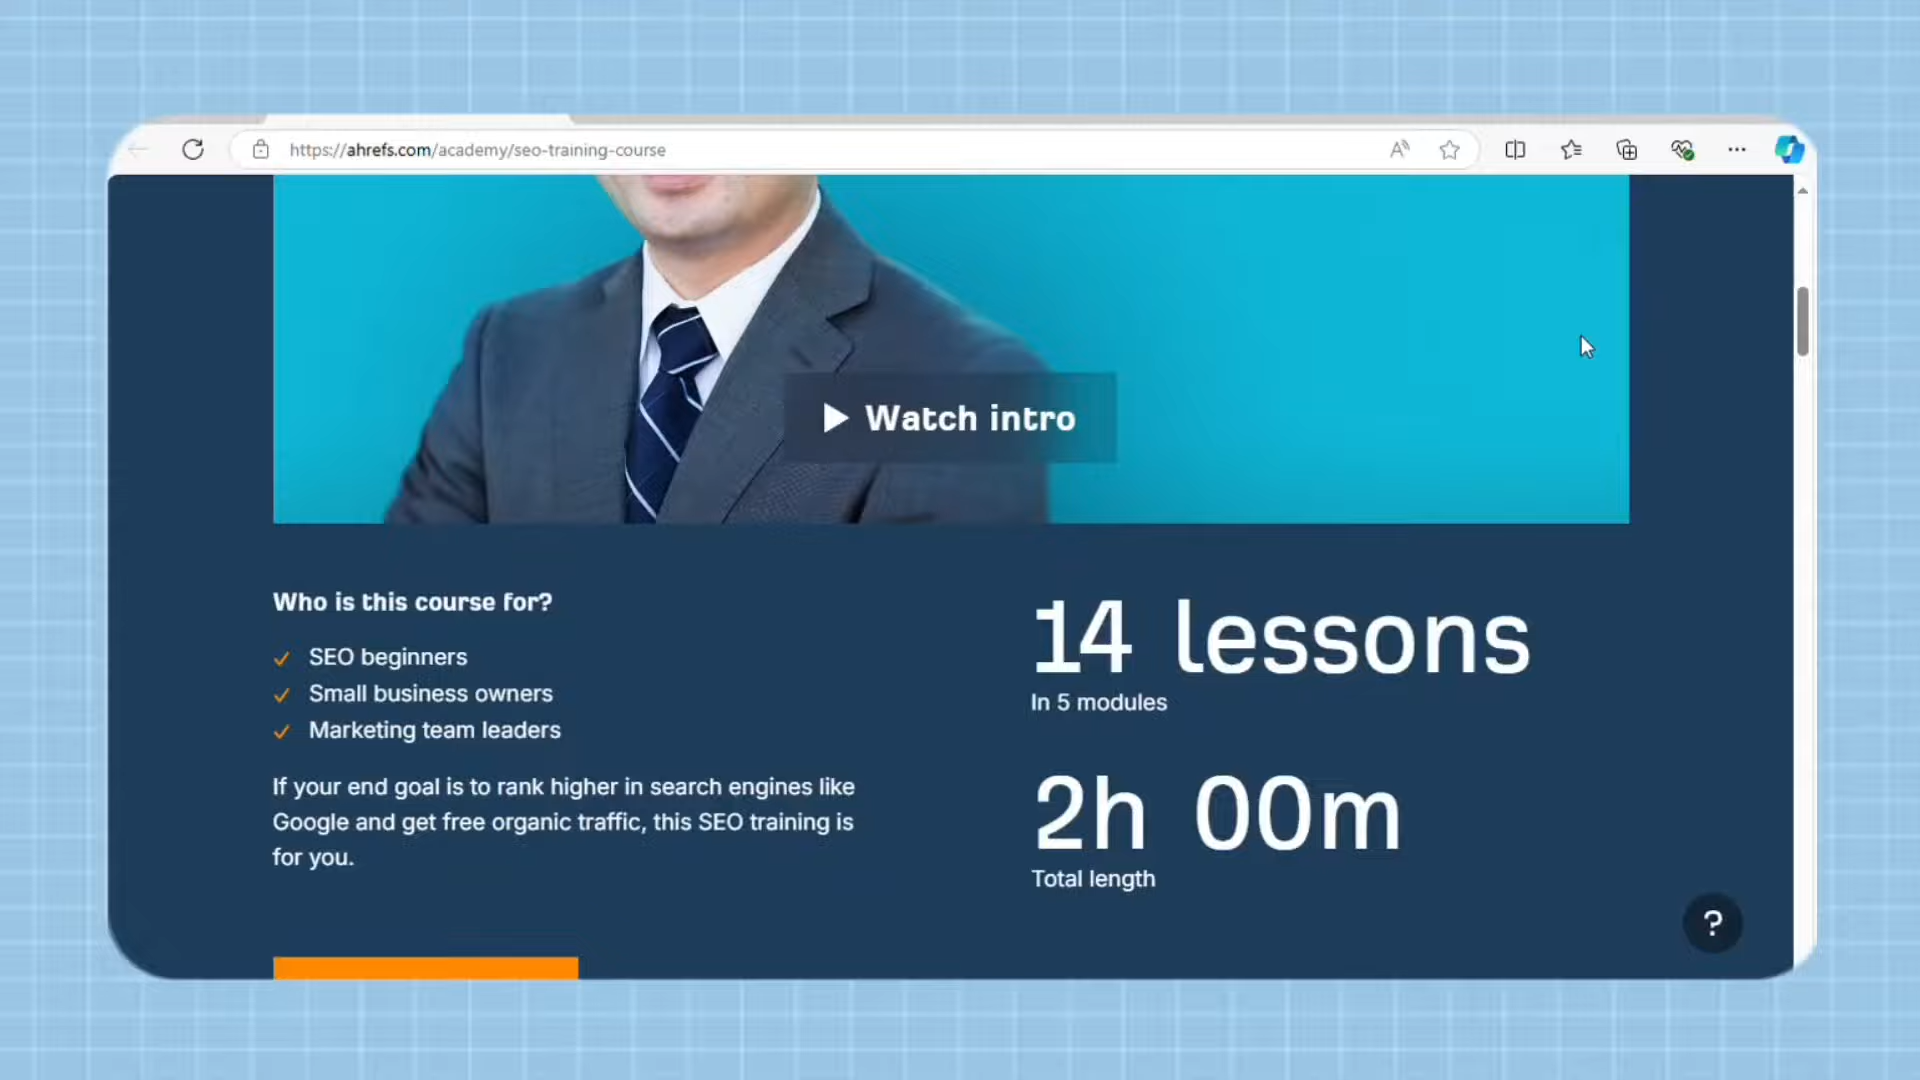 https://ahrefs.com/academy/seo-training-course
Watch intro
Who is this course for?
SEO beginners
Small business owners
Marketing team leaders
If your end goal is to rank higher in search engines like
Google and get free organic traffic, this SEO training is
for you.
14 lessons
In 5 modules
2h 00m
Total length
?